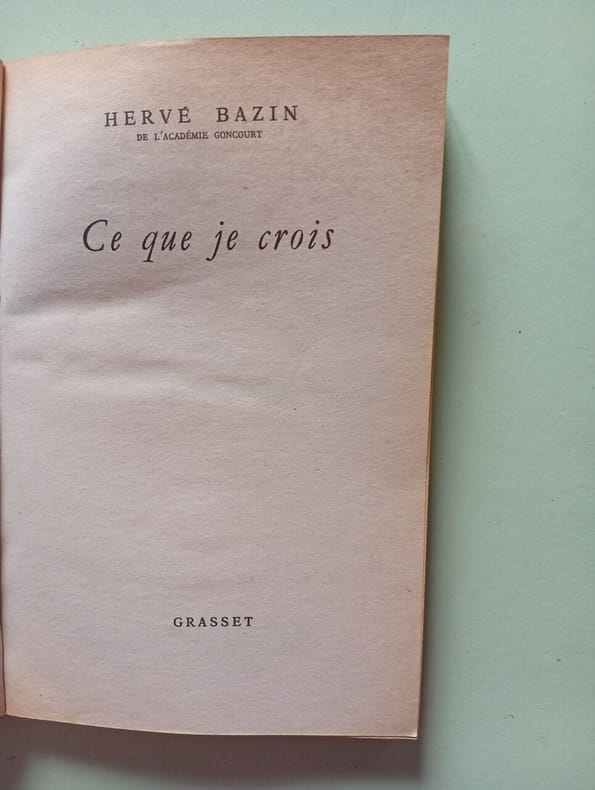 HERVÉ BAZIN
DE L'ACADÉMIE GONCOURT
Ce que je crois
GRASSET